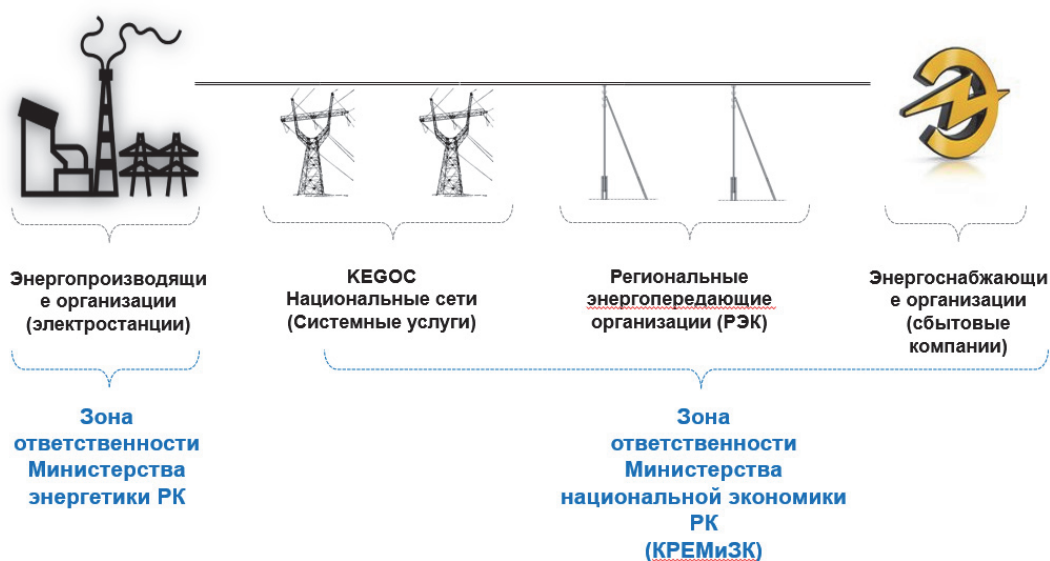 Энергопроизводящи
е организации
(электростанции)
KEGOC
Национальные сети
(Системные услуги)
Региональные
энергопередающие
организации (РЭК)
Энергоснабжающи
е организации
(сбытовые
компании)
Зона
ответственности
Министерства
энергетики РК
Зона
ответственности
Министерства
национальной экономики
РК
(КРЕМиЗК)